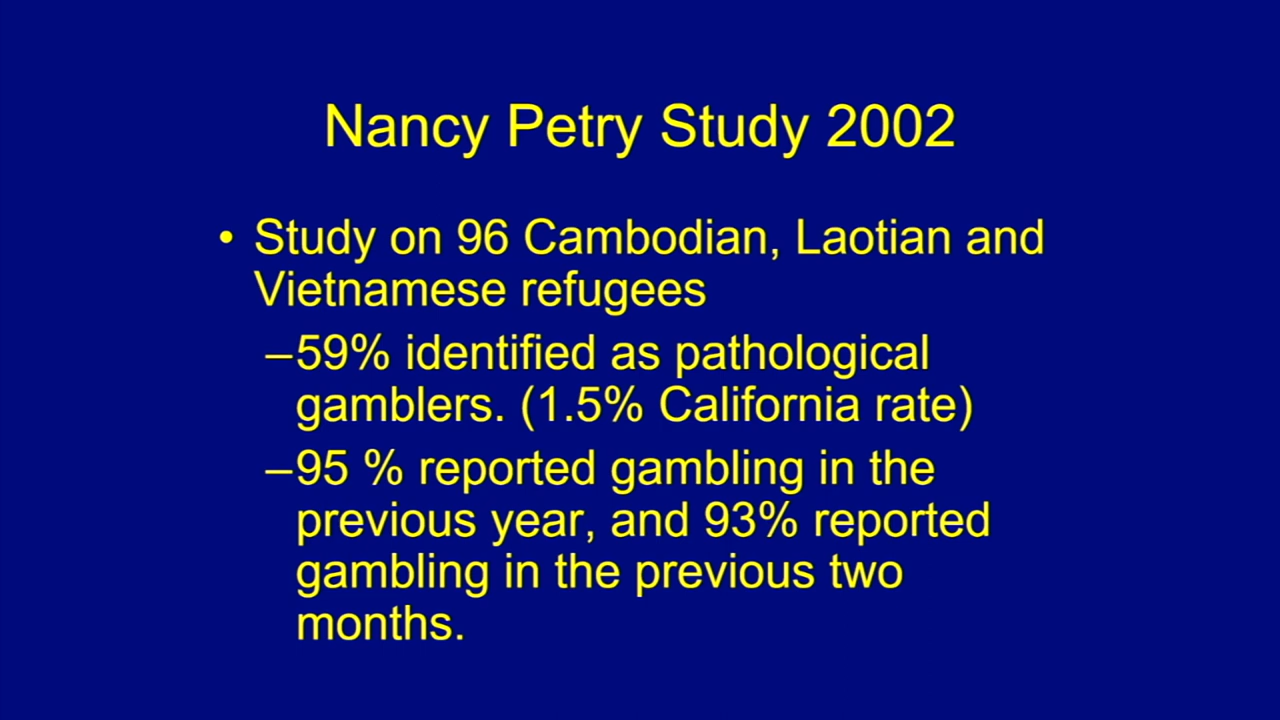 Nancy Petry Study 2002
• Study on 96 Cambodian, Laotian and
Vietnamese refugees
–59% identified as pathological
gamblers. (1.5% California rate)
–95 % reported gambling in the
previous year, and 93% reported
gambling in the previous two
months.